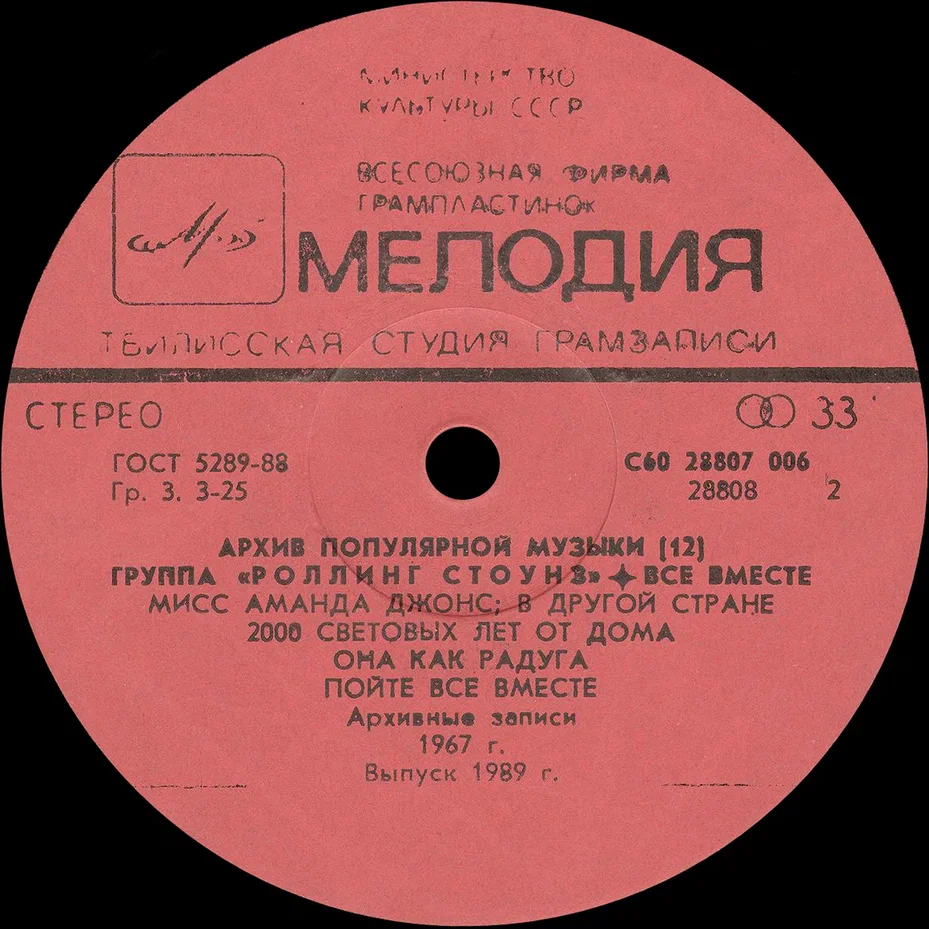 МИНИСТЕРСТВО
КУЛЬТУРЫ СССР
ВСЕСОЮЗНАЯ ФИРМА
ГРАМПЛАСТИНОК
МЕЛОДИЯ
ТБИЛИССКАЯ СТУДИЯ ГРАМЗАПИСИ
СТЕРЕО 33
ГОСТ 5289-88 С60 28807 006
Гр. 3. 3-25 28808 2
АРХИВ ПОПУЛЯРНОЙ МУЗЫКИ (12)
ГРУППА «РОЛЛИНГ СТОУНЗ» ✦ ВСЕ ВМЕСТЕ
МИСС АМАНДА ДЖОНС; В ДРУГОЙ СТРАНЕ
2000 СВЕТОВЫХ ЛЕТ ОТ ДОМА
ОНА КАК РАДУГА
ПОЙТЕ ВСЕ ВМЕСТЕ
Архивные записи
1967 г.
Выпуск 1989 г.